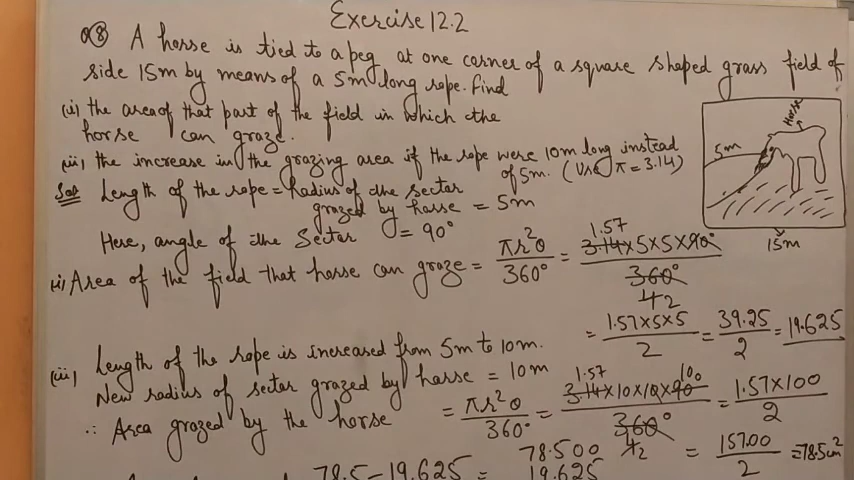 Exercise 12.2
Q8 A horse is tied to a peg at one corner of a square shaped grass field of
side 15m by means of a 5m long rope. Find
(i) the area of that part of the field in which the
horse can graze.
(ii) the increase in the grazing area if the rope were 10m long instead
of 5m. (Use π = 3.14)
Horse
5m
15m
Sol Length of the rope = Radius of the sector
grazed by horse = 5m
Here, angle of the Sector = 90°
(i) Area of the field that horse can graze = πr²θ/360° = 3.14×5×5×90°/360° 1.57 4 2
= 1.57×5×5/2 = 39.25/2 = 19.625
(ii) Length of the rope is increased from 5m to 10m.
New radius of sector grazed by horse = 10m
∴ Area grazed by the horse = πr²θ/360° = 3.14×10×10×90°/360° 1.57 100 4 2 = 1.57×100/2
= 157.00/2 = 78.5cm²
78.5 – 19.625 =
78.500
19.625